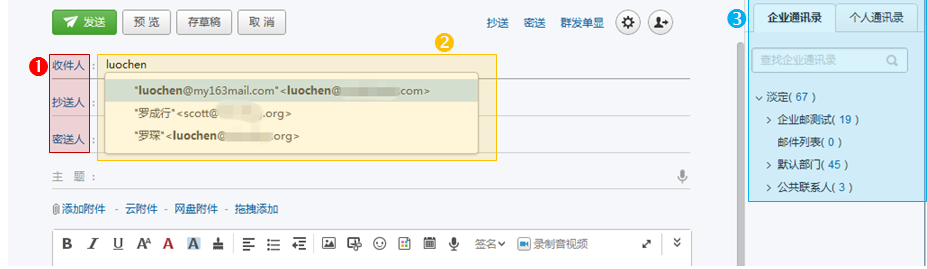 发送 预 览 存草稿 取 消 抄送 密送 群发单显
3 企业通讯录 个人通讯录
2
1 收件人： luochen
查找企业通讯录
"luochen@my163mail.com"<luochen@ com>
抄送人： "罗成行"<scott@ .org>
密送人： "罗琛"<luochen@ org>
淡定( 67 )
企业邮测试( 19 )
邮件列表( 0 )
默认部门( 45 )
公共联系人( 3 )
主 题：
添加附件 - 云附件 - 网盘附件 - 拖拽添加
B I U AA A A 签名 录制音视频